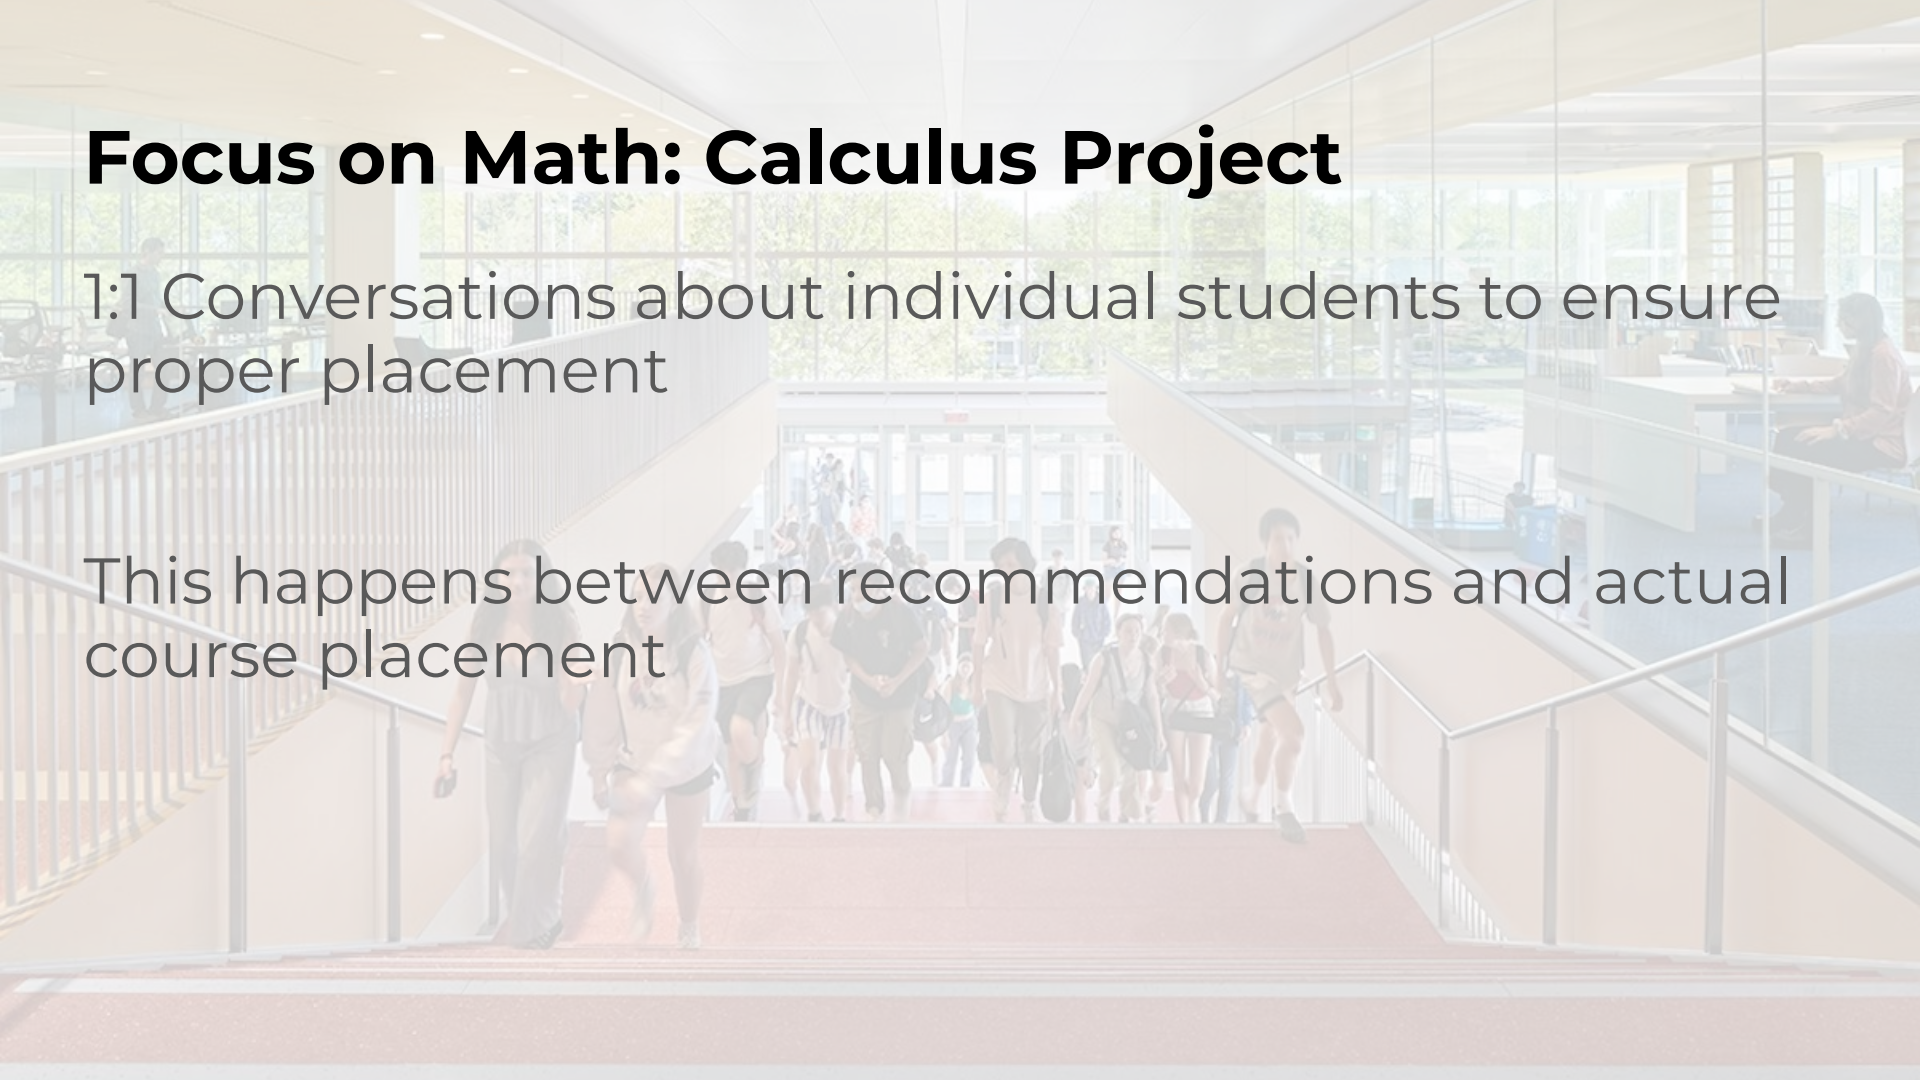 Focus on Math: Calculus Project
1:1 Conversations about individual students to ensure
proper placement
This happens between recommendations and actual
course placement